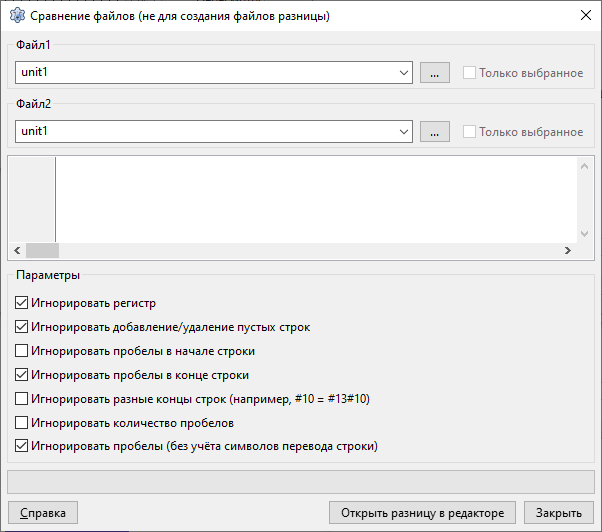 Сравнение файлов (не для создания файлов разницы)
Файл1
unit1 ... Только выбранное
Файл2
unit1 ... Только выбранное
Параметры
Игнорировать регистр
Игнорировать добавление/удаление пустых строк
Игнорировать пробелы в начале строки
Игнорировать пробелы в конце строки
Игнорировать разные концы строк (например, #10 = #13#10)
Игнорировать количество пробелов
Игнорировать пробелы (без учёта символов перевода строки)
Справка Открыть разницу в редакторе Закрыть